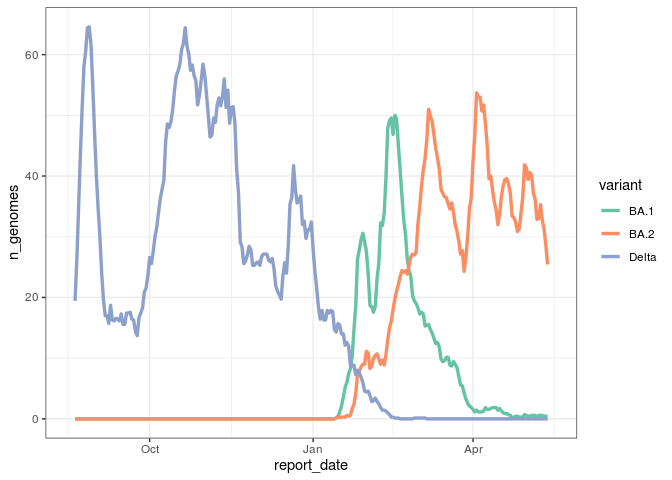 60
40
20
0
n_genomes
Oct
Jan
Apr
report_date
variant
BA.1
BA.2
Delta